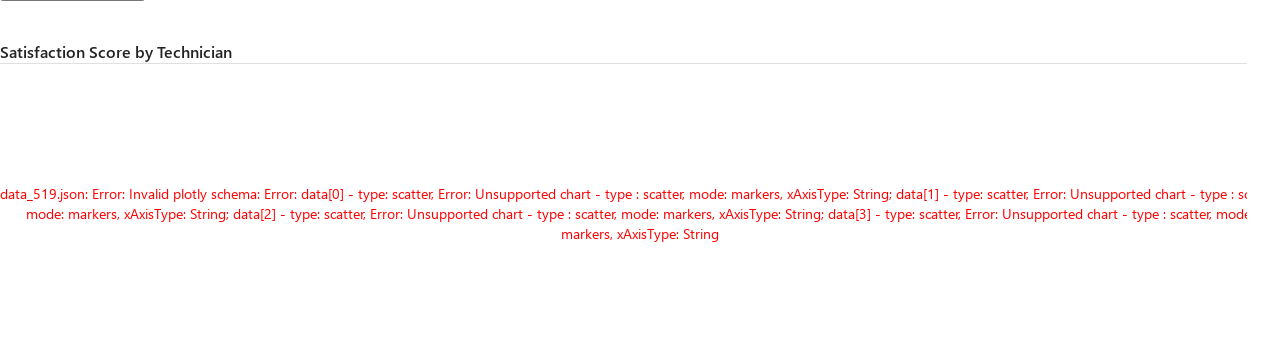 Satisfaction Score by Technician
data_519.json: Error: Invalid plotly schema: Error: data[0] - type: scatter, Error: Unsupported chart - type : scatter, mode: markers, xAxisType: String; data[1] - type: scatter, Error: Unsupported chart - type :
mode: markers, xAxisType: String; data[2] - type: scatter, Error: Unsupported chart - type : scatter, mode: markers, xAxisType: String; data[3] - type: scatter, Error: Unsupported chart - type : scatter, mode:
markers, xAxisType: String